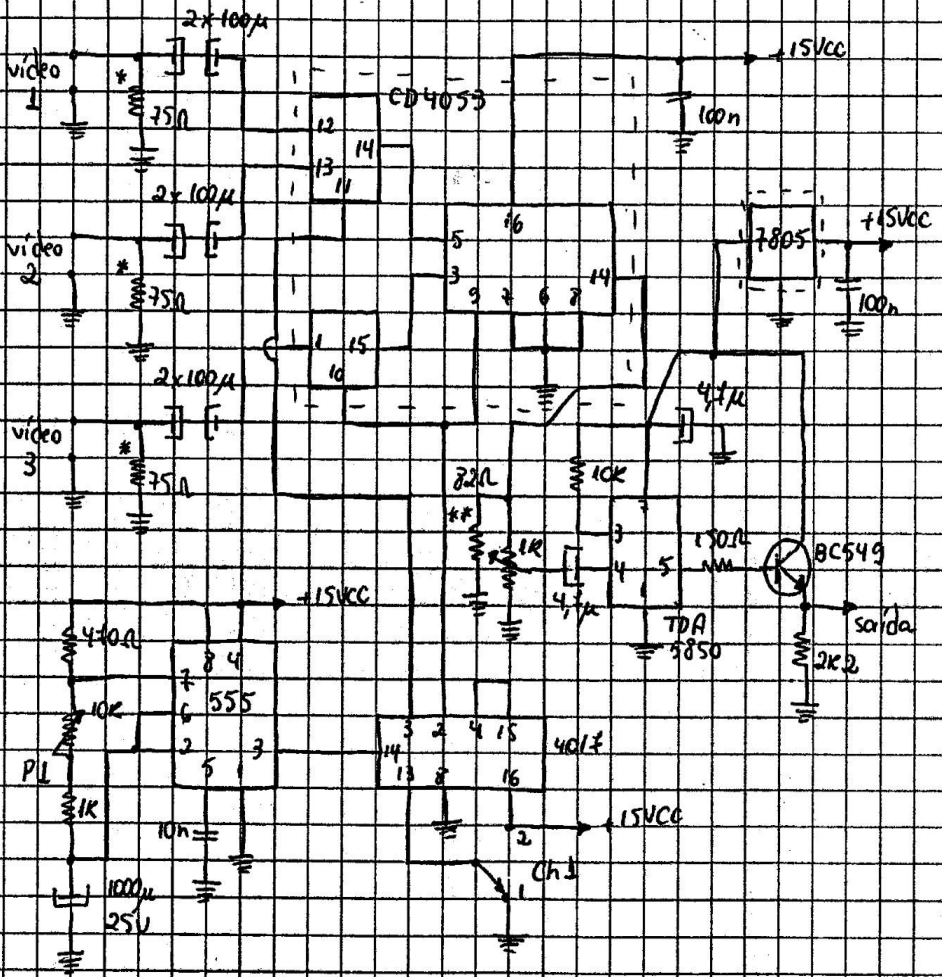 2x100µ
vídeo
1
*
75Ω
CD4053
12
13
14
11
+15VCC
100n
2x100µ
vídeo
2
*
75Ω
16
5
3
14
9 7 6 8
7805
+15VCC
100n
1 15
10
2x100µ
vídeo
3
*
75Ω
4,7µ
82Ω
**
1K
10K
4,7µ
3
4
5
150Ω
BC549
TDA
5850
saída
2K2
+15VCC
470Ω
8 4
7
555
6
2
3
5 1
10K
P1
1K
10n
1000µ
25V
3 2 4 15
14
4017
13 8 16
+15VCC
2
Ch1
1